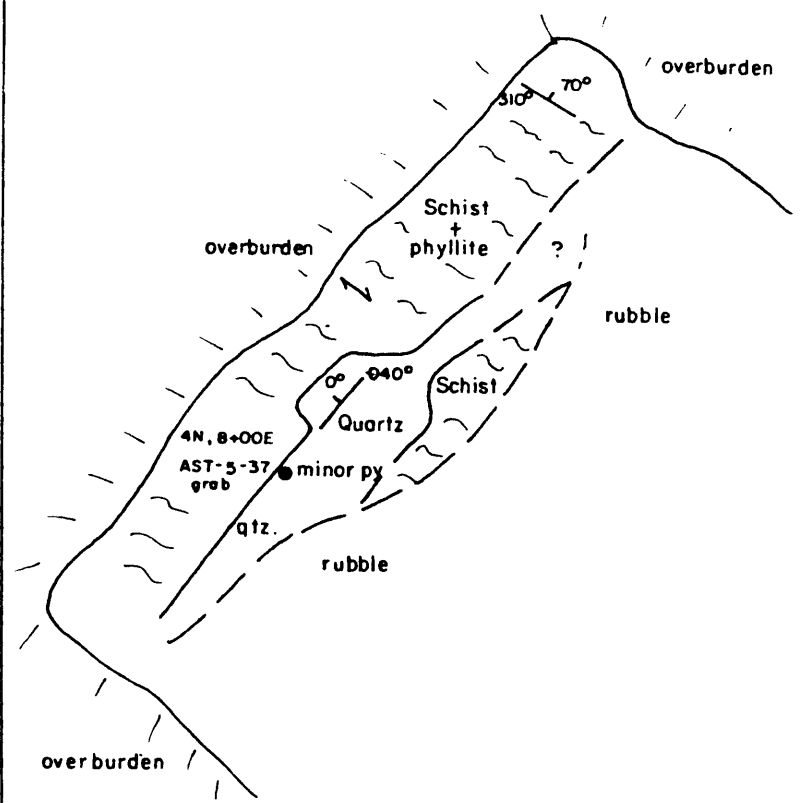 overburden
70°
310°
Schist
+
phyllite
overburden
?
rubble
0°
040°
Schist
Quartz
4N, 8+00E
AST-5-37
grab
minor py
qtz.
rubble
overburden